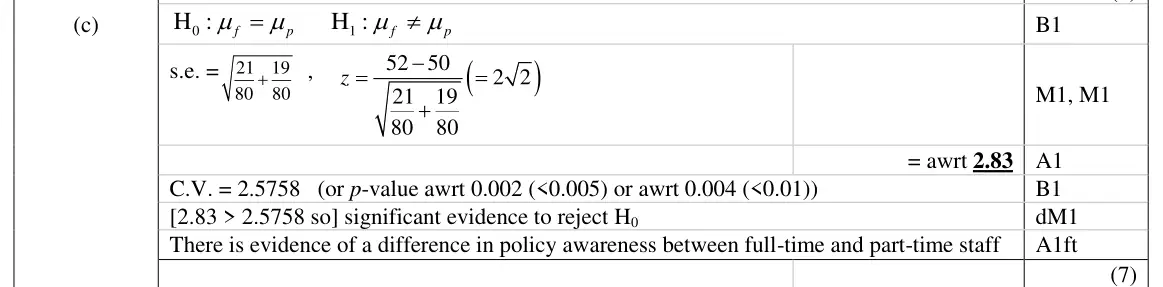 (c) H₀ : μ_f = μ_p H₁ : μ_f ≠ μ_p B1
s.e. = √(21/80 + 19/80) , z = (52 − 50)/√(21/80 + 19/80) (= 2√2) M1, M1
= awrt 2.83 A1
C.V. = 2.5758 (or p-value awrt 0.002 (<0.005) or awrt 0.004 (<0.01)) B1
[2.83 > 2.5758 so] significant evidence to reject H₀ dM1
There is evidence of a difference in policy awareness between full-time and part-time staff A1ft
(7)